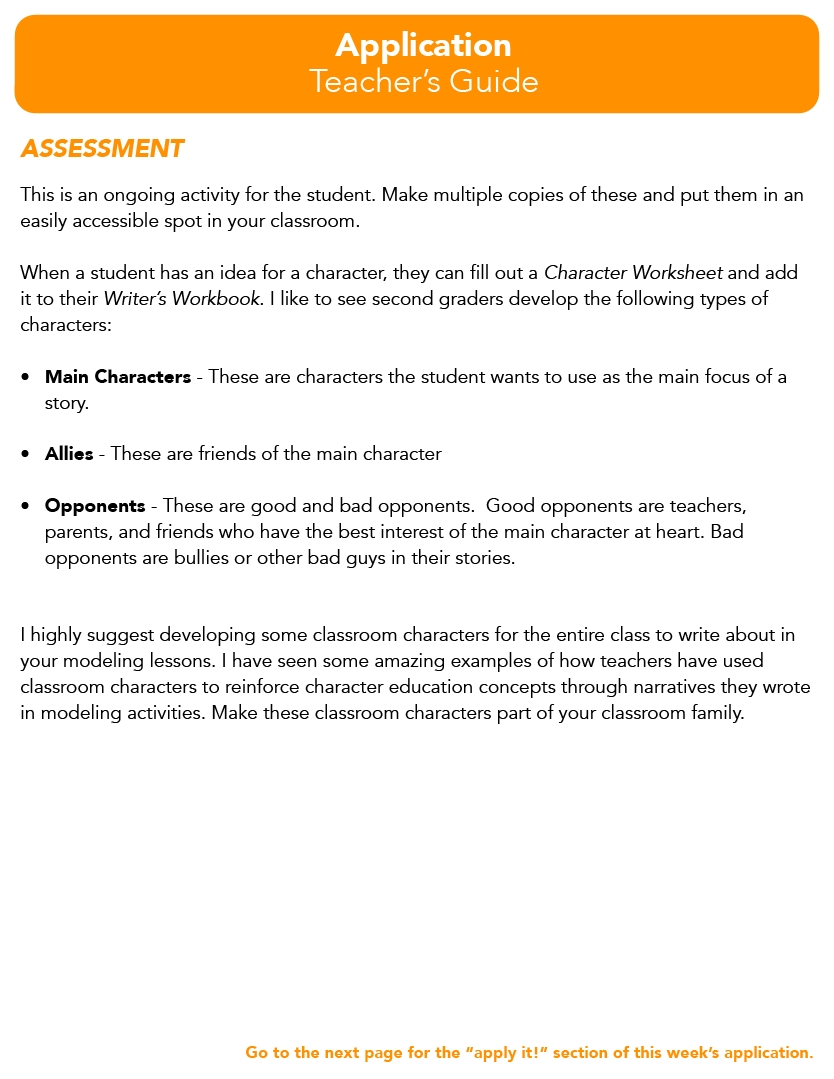 Application
Teacher’s Guide
ASSESSMENT
This is an ongoing activity for the student. Make multiple copies of these and put them in an
easily accessible spot in your classroom.
When a student has an idea for a character, they can fill out a Character Worksheet and add
it to their Writer’s Workbook. I like to see second graders develop the following types of
characters:
• Main Characters - These are characters the student wants to use as the main focus of a
story.
• Allies - These are friends of the main character
• Opponents - These are good and bad opponents.  Good opponents are teachers,
parents, and friends who have the best interest of the main character at heart. Bad
opponents are bullies or other bad guys in their stories.
I highly suggest developing some classroom characters for the entire class to write about in
your modeling lessons. I have seen some amazing examples of how teachers have used
classroom characters to reinforce character education concepts through narratives they wrote
in modeling activities. Make these classroom characters part of your classroom family.
Go to the next page for the “apply it!” section of this week’s application.